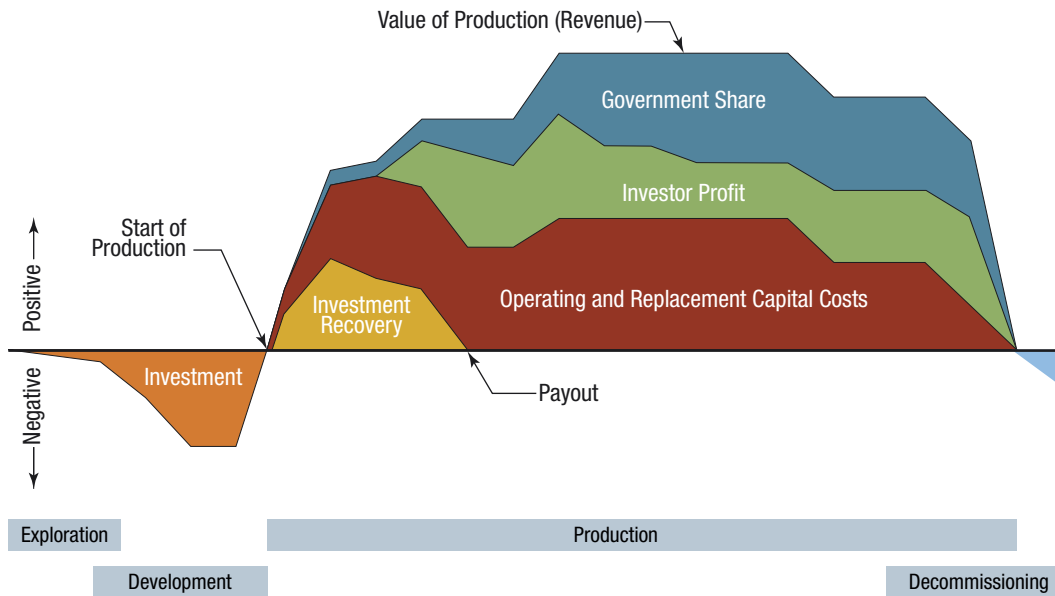 Value of Production (Revenue)
Government Share
Investor Profit
Start of
Production
Positive
Operating and Replacement Capital Costs
Investment
Recovery
Investment
Payout
Negative
Exploration
Production
Development
Decommissioning